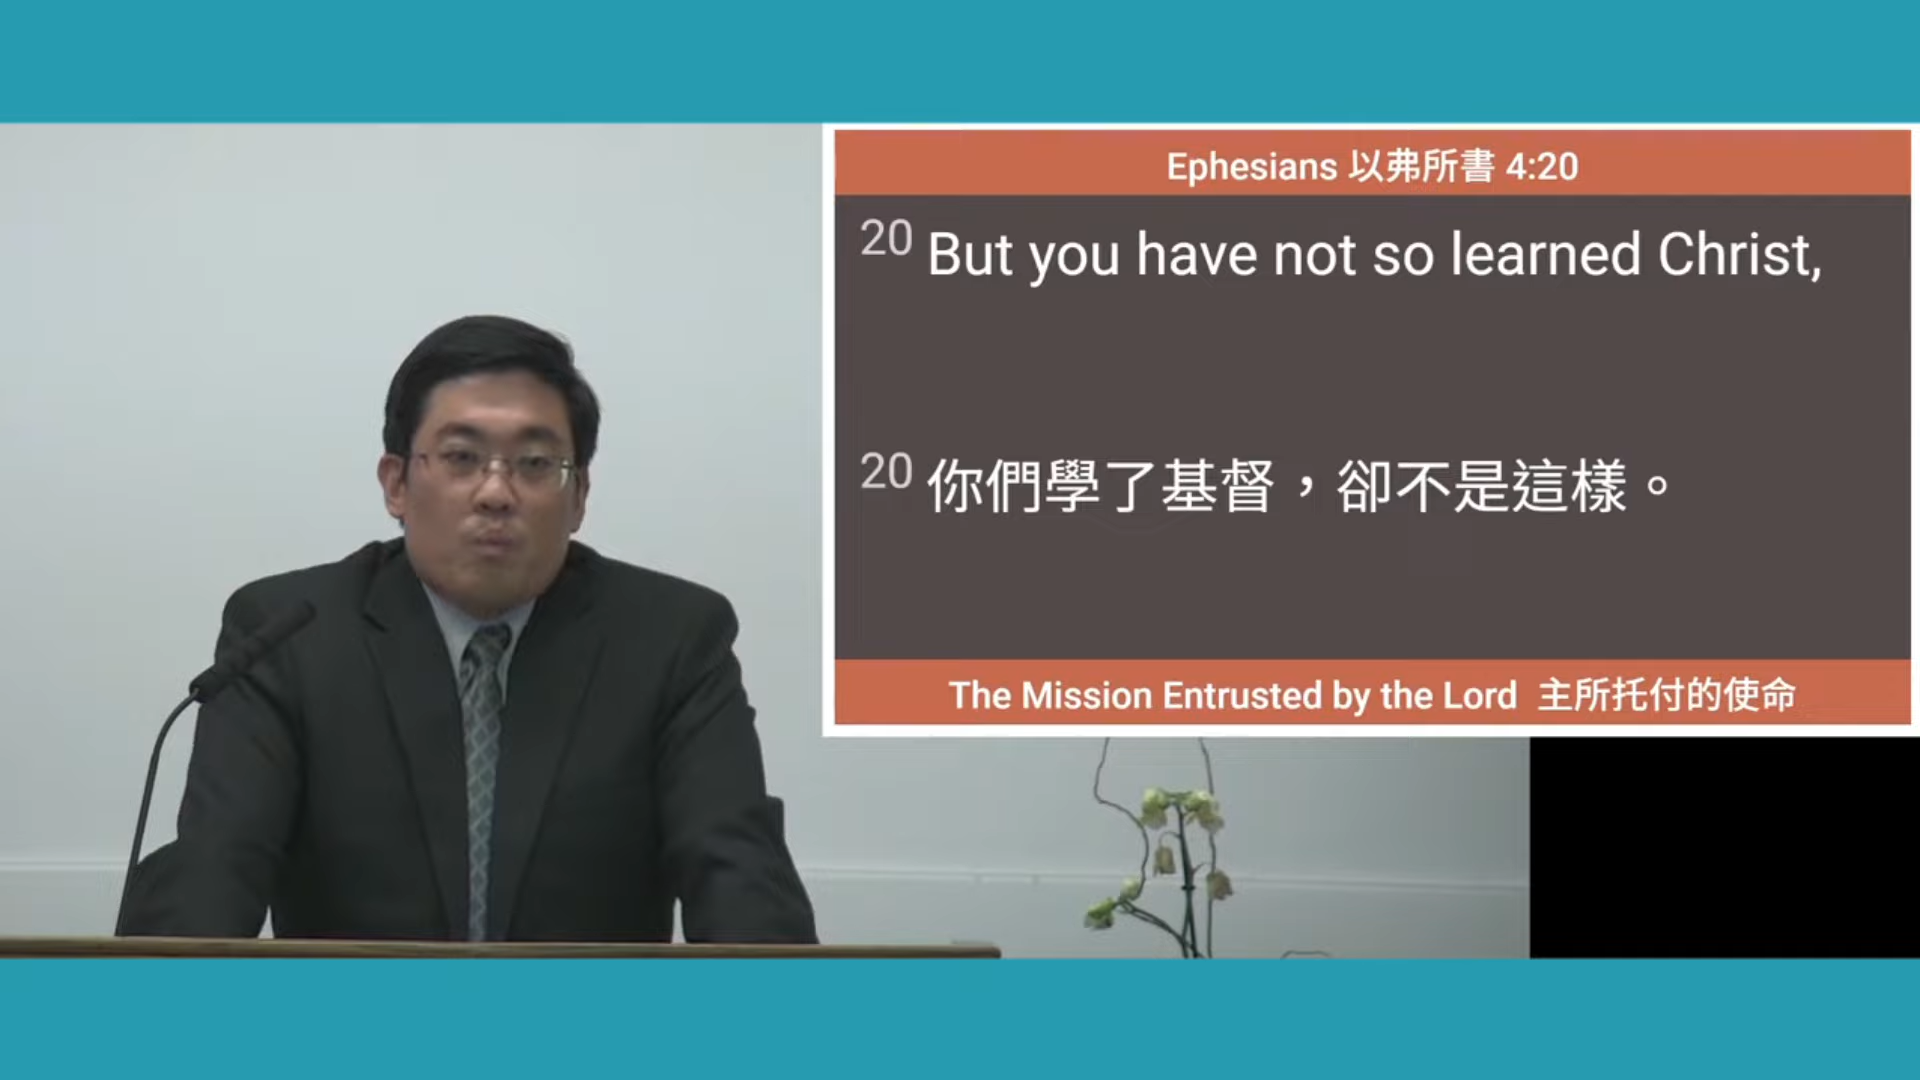 Ephesians 以弗所書 4:20
20 But you have not so learned Christ,
20 你們學了基督，卻不是這樣。
The Mission Entrusted by the Lord 主所托付的使命